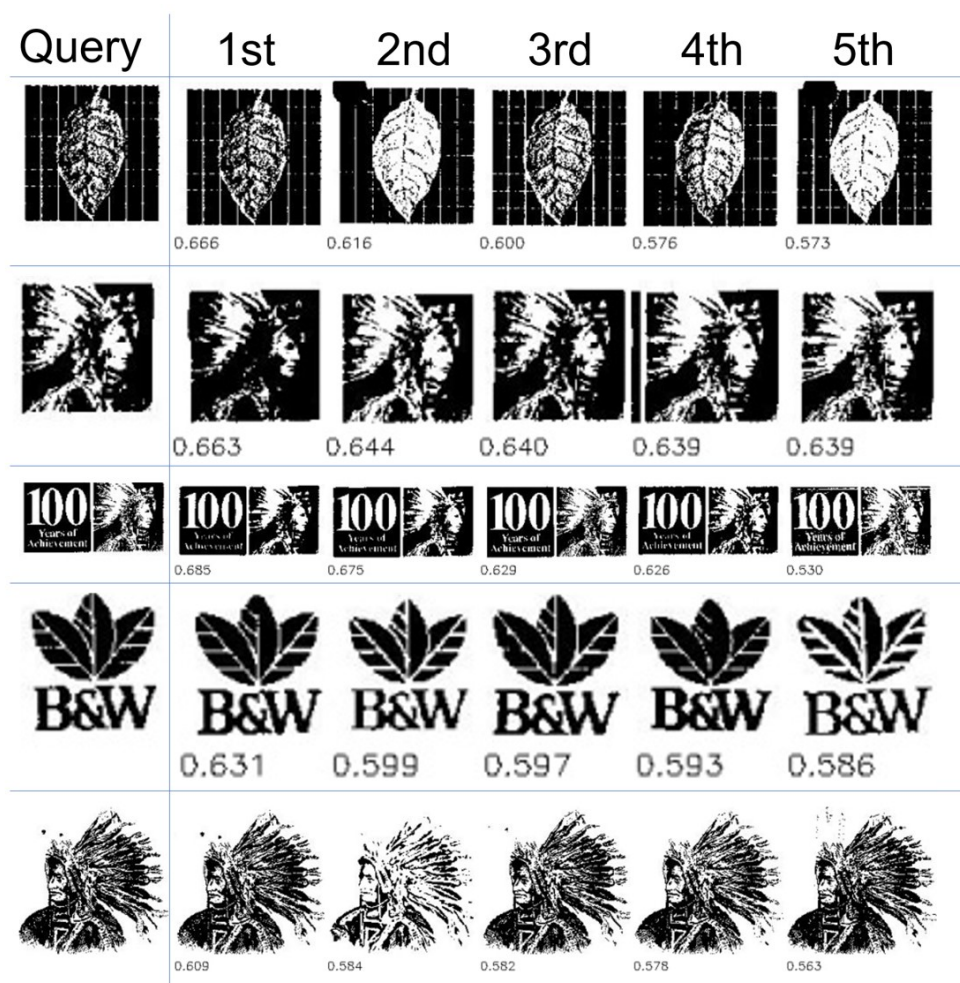 Query 1st 2nd 3rd 4th 5th
0.666 0.616 0.600 0.576 0.573
0.663 0.644 0.640 0.639 0.639
100 100 100 100 100 100
Years of Years of Years of Years of Years of Years of
Achievement Achievement Achievement Achievement Achievement Achievement
0.685 0.675 0.629 0.626 0.530
B&W B&W B&W B&W B&W B&W
0.631 0.599 0.597 0.593 0.586
0.609 0.584 0.582 0.578 0.563